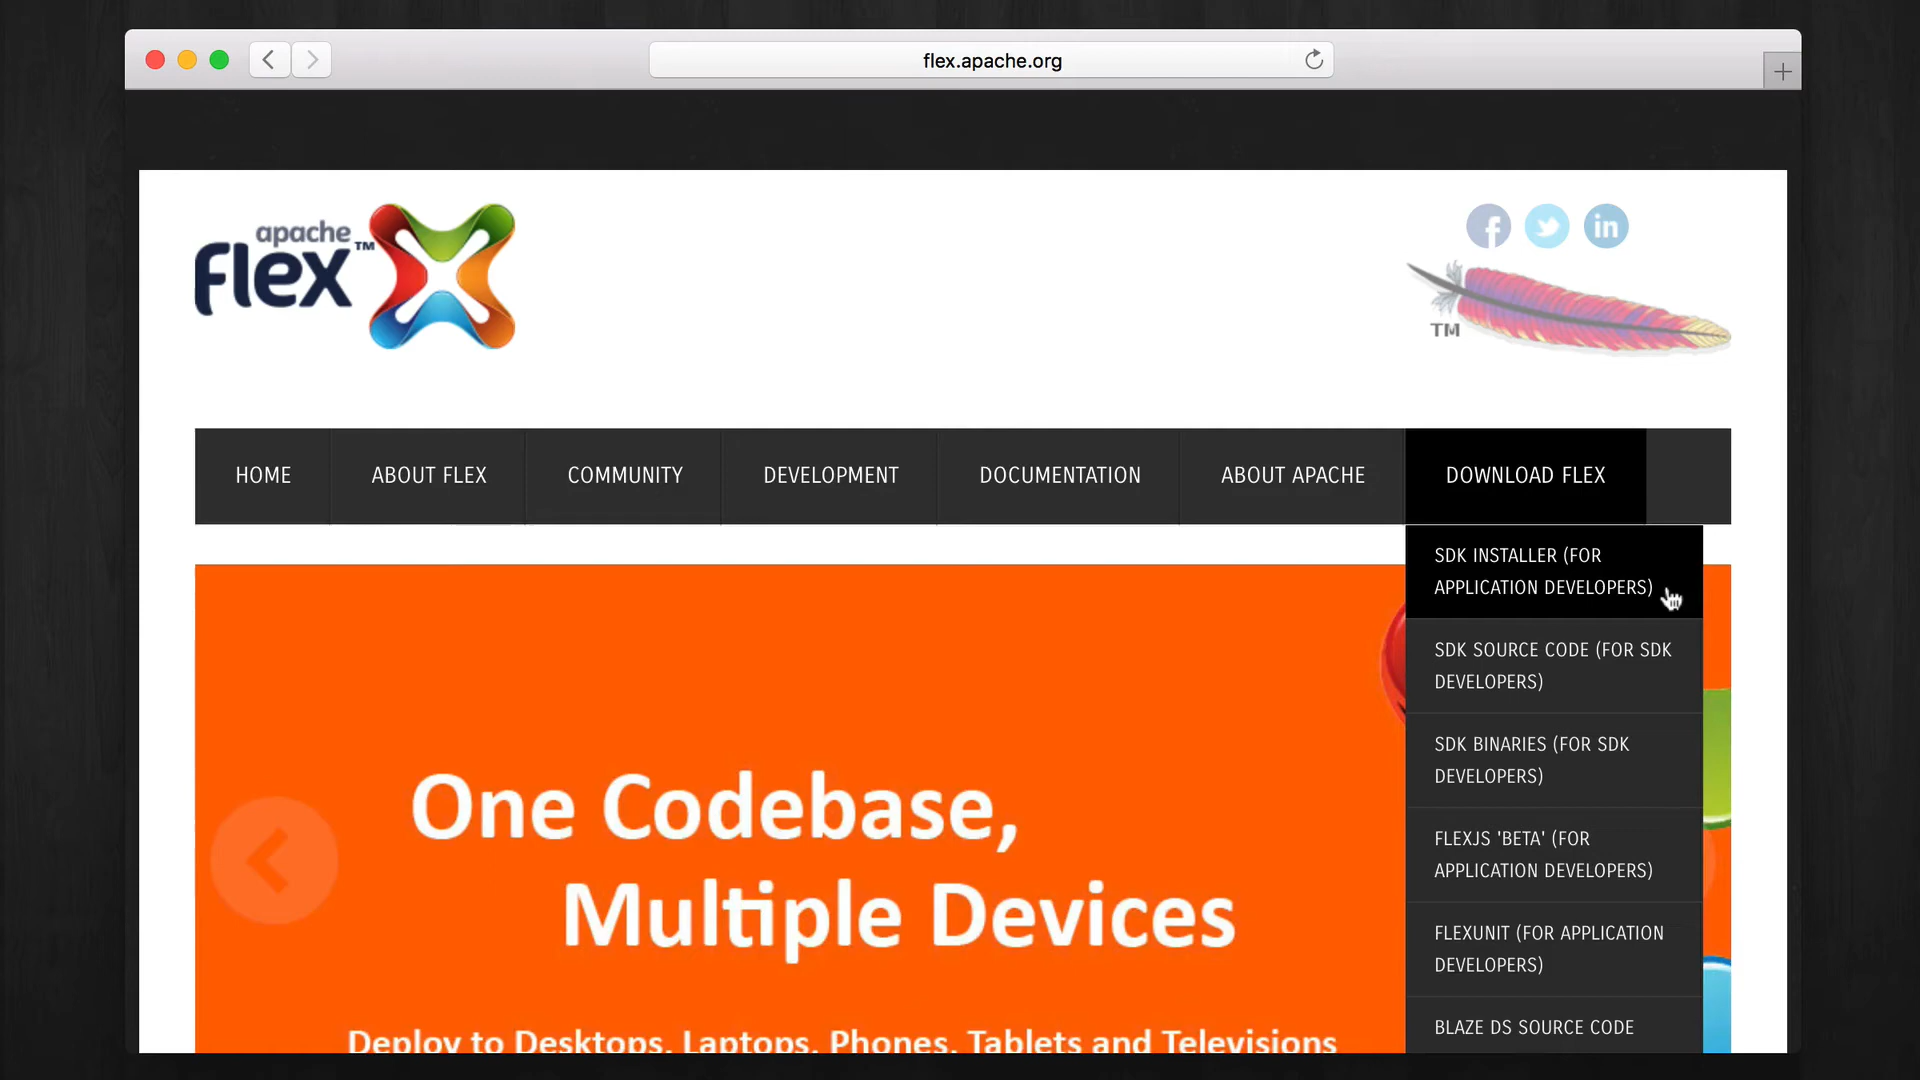 flex.apache.org
apache
flex™
TM
HOME ABOUT FLEX COMMUNITY DEVELOPMENT DOCUMENTATION ABOUT APACHE DOWNLOAD FLEX
SDK INSTALLER (FOR
APPLICATION DEVELOPERS)
SDK SOURCE CODE (FOR SDK
DEVELOPERS)
SDK BINARIES (FOR SDK
DEVELOPERS)
FLEXJS 'BETA' (FOR
APPLICATION DEVELOPERS)
FLEXUNIT (FOR APPLICATION
DEVELOPERS)
BLAZE DS SOURCE CODE
One Codebase,
Multiple Devices
Deploy to Desktops, Laptops, Phones, Tablets and Televisions